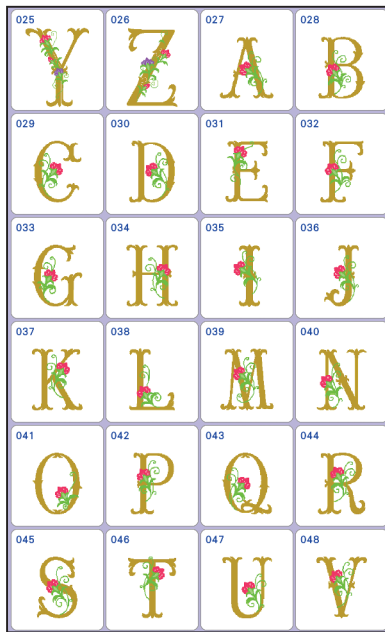 025 026 027 028
Y Z A B
029 030 031 032
C D E F
033 034 035 036
G H I J
037 038 039 040
K L M N
041 042 043 044
O P Q R
045 046 047 048
S T U V